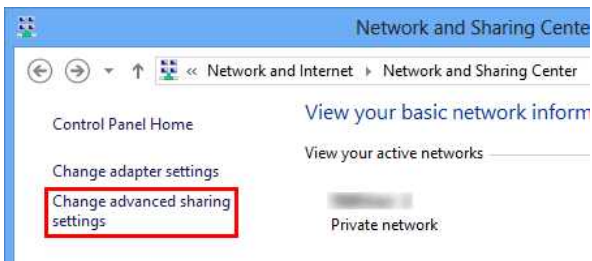 Network and Sharing Cente
« Network and Internet Network and Sharing Center
Control Panel Home
View your basic network inform
Change adapter settings
View your active networks
Change advanced sharing
settings
Private network